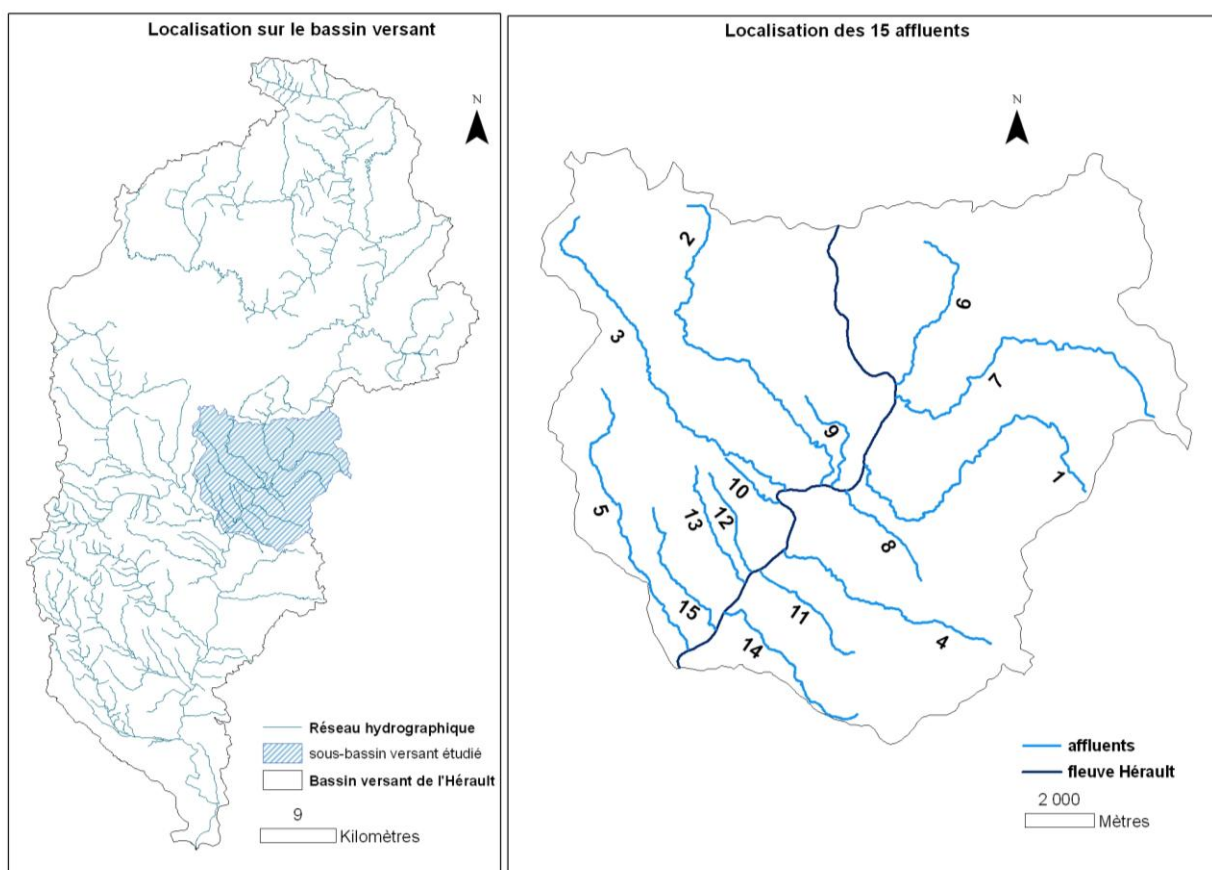 Localisation sur le bassin versant
N
Réseau hydrographique
sous-bassin versant étudié
Bassin versant de l'Hérault
9
Kilomètres
Localisation des 15 affluents
N
2
6
3
7
9
1
10
5
12
13
8
15
11
4
14
affluents
fleuve Hérault
2 000
Mètres